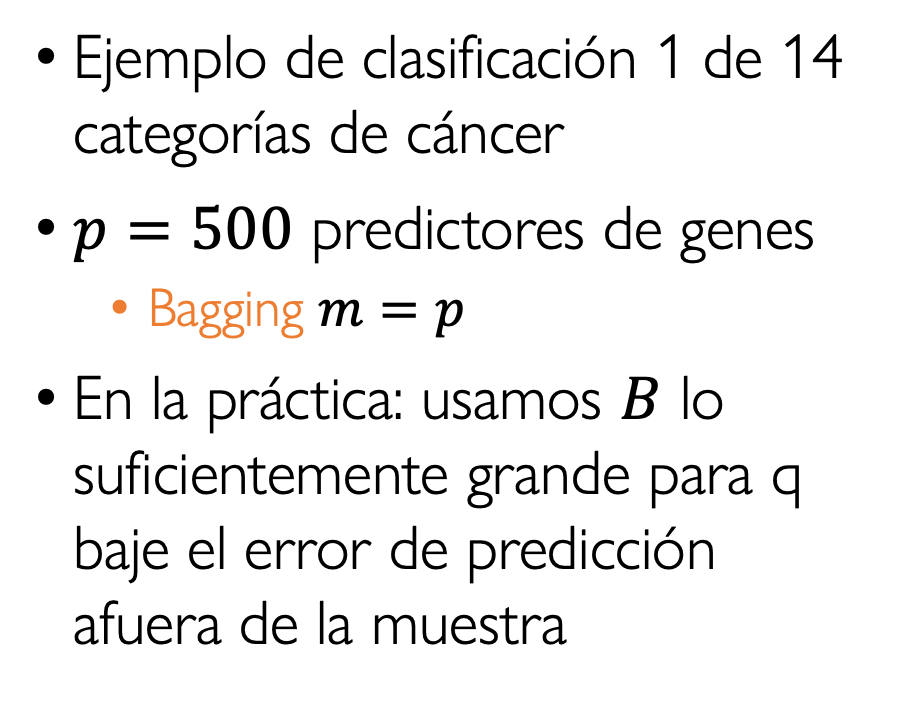 • Ejemplo de clasificación 1 de 14
categorías de cáncer
• p = 500 predictores de genes
• Bagging m = p
• En la práctica: usamos B lo
suficientemente grande para q
baje el error de predicción
afuera de la muestra